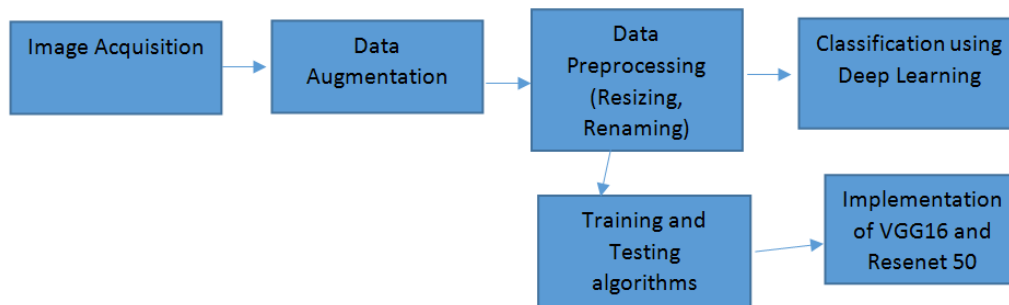 Image Acquisition
Data
Augmentation
Data
Preprocessing
(Resizing,
Renaming)
Classification using
Deep Learning
Training and
Testing
algorithms
Implementation
of VGG16 and
Resenet 50